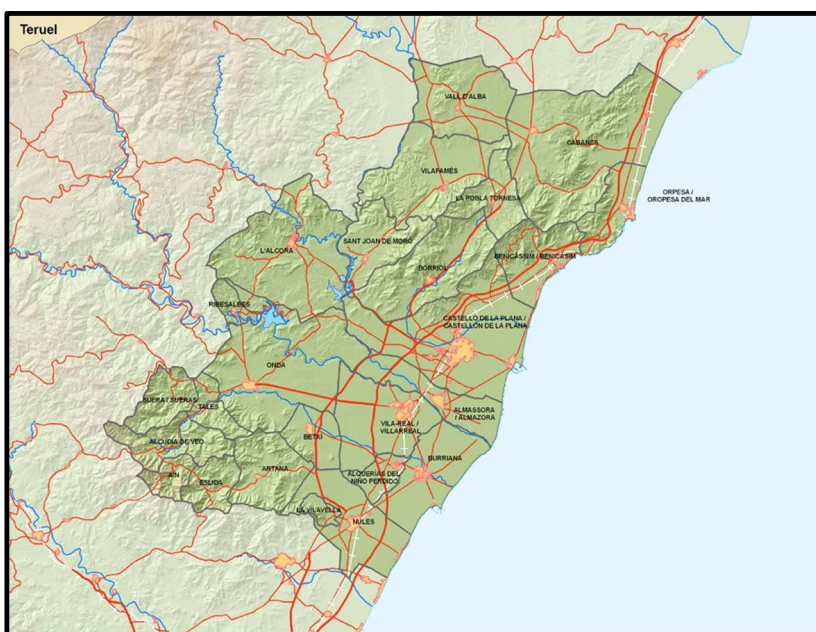 Teruel
VALL D'ALBA
CABANES
VILAFAMÉS
LA POBLA TORNESA
ORPESA /
OROPESA DEL MAR
SANT JOAN DE MORÓ
L'ALCORA
BORRIOL
BENICÀSSIM / BENICASIM
RIBESALBES
CASTELLÓ DE LA PLANA /
CASTELLÓN DE LA PLANA
ONDA
SUERA / SUERAS
TALES
ALMASSORA
/ ALMAZORA
VILA-REAL /
VILLARREAL
BETXÍ
ALCUDIA DE VEO
BURRIANA
ARTANA
AÍN
ESLIDA
ALQUERÍAS DEL
NIÑO PERDIDO
LA VILAVELLA
NULES